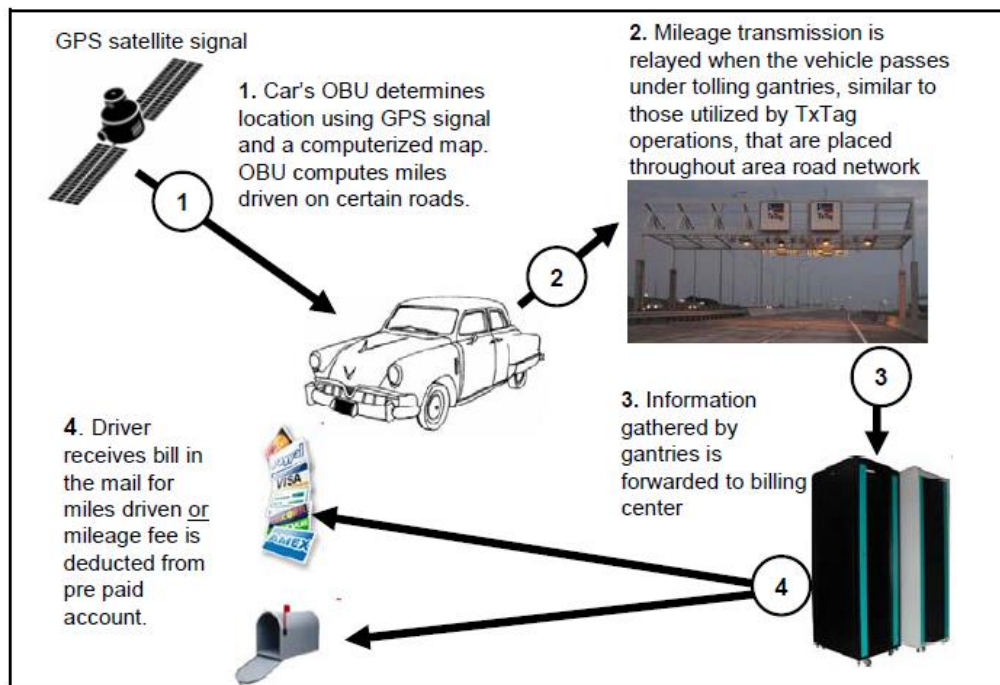 GPS satellite signal
1. Car's OBU determines
location using GPS signal
and a computerized map.
OBU computes miles
driven on certain roads.
2. Mileage transmission is
relayed when the vehicle passes
under tolling gantries, similar to
those utilized by TxTag
operations, that are placed
throughout area road network
1
2
TxTag
TxTag
3
3. Information
gathered by
gantries is
forwarded to billing
center
4. Driver
receives bill in
the mail for
miles driven or
mileage fee is
deducted from
pre paid
account.
VISA
AMEX
4